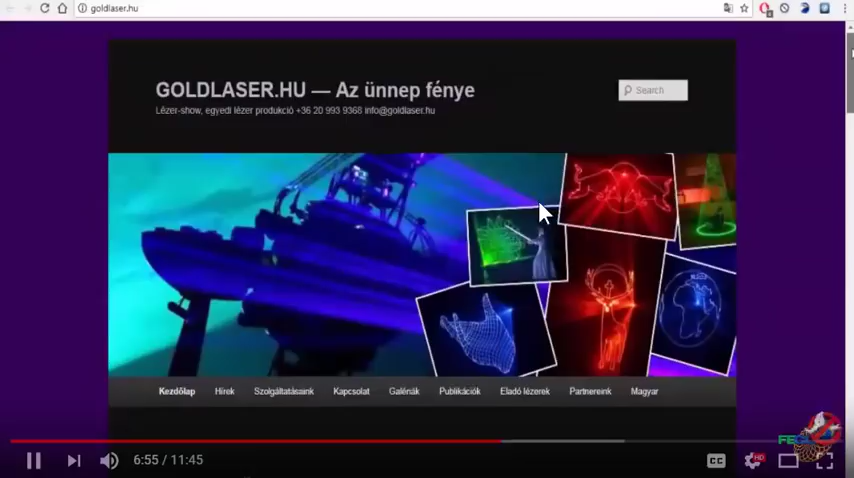 goldlaser.hu
GOLDLASER.HU — Az ünnep fénye
Search
Lézer-show, egyedi lézer produkció +36 20 993 9368 info@goldlaser.hu
Kezdőlap Hírek Szolgáltatásaink Kapcsolat Galériák Publikációk Eladó lézerek Partnereink Magyar
6:55 / 11:45
CC
HD